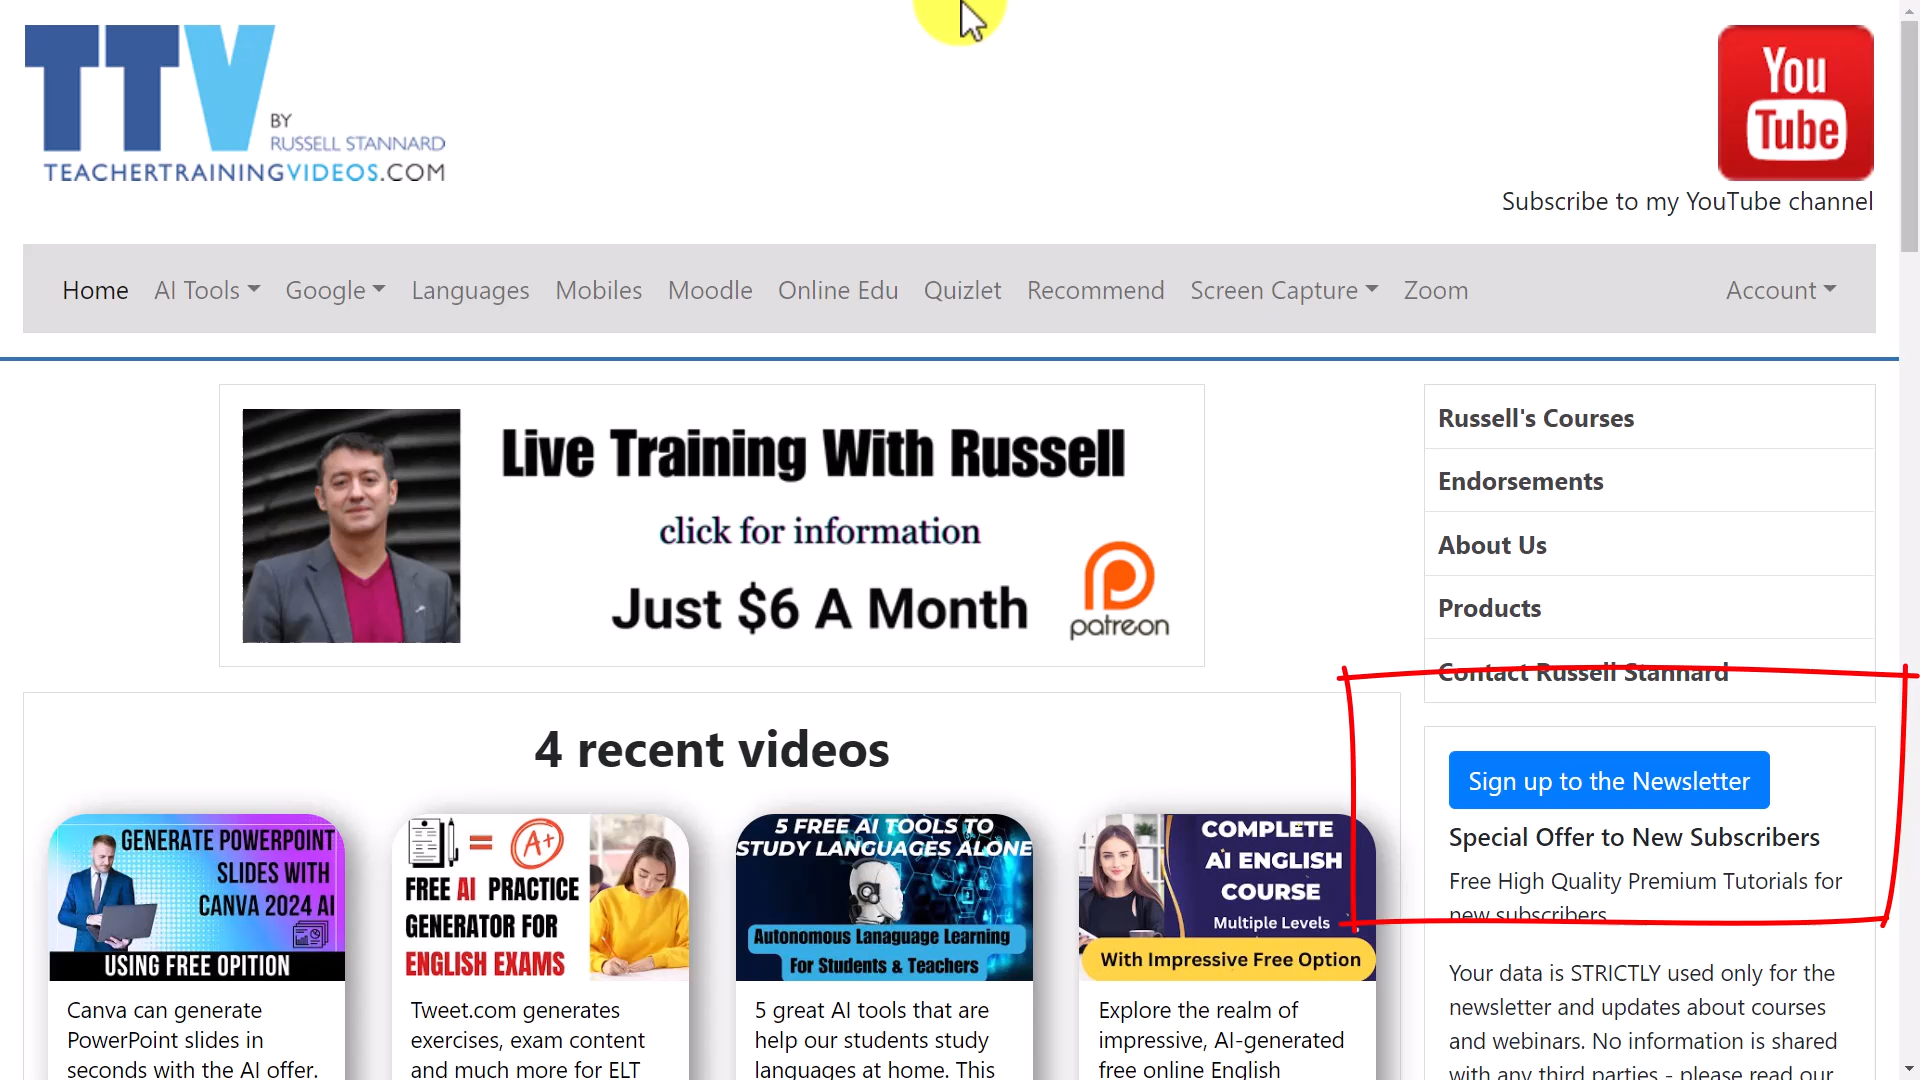 TTV
BY
RUSSELL STANNARD
TEACHERTRAININGVIDEOS.COM
You
Tube
Subscribe to my YouTube channel
Home AI Tools Google Languages Mobiles Moodle Online Edu Quizlet Recommend Screen Capture Zoom Account
Live Training With Russell
click for information
Just $6 A Month
patreon
Russell's Courses
Endorsements
About Us
Products
Contact Russell Stannard
Sign up to the Newsletter
Special Offer to New Subscribers
Free High Quality Premium Tutorials for
new subscribers
Your data is STRICTLY used only for the
newsletter and updates about courses
and webinars. No information is shared
with any third parties - please read our
4 recent videos
GENERATE POWERPOINT
SLIDES WITH
CANVA 2024 AI
USING FREE OPITION
Canva can generate
PowerPoint slides in
seconds with the AI offer.
= A+
FREE AI PRACTICE
GENERATOR FOR
ENGLISH EXAMS
Tweet.com generates
exercises, exam content
and much more for ELT
5 FREE AI TOOLS TO
STUDY LANGUAGES ALONE
Autonomous Lanaguage Learning
For Students & Teachers
5 great AI tools that are
help our students study
languages at home. This
COMPLETE
AI ENGLISH
COURSE
Multiple Levels
With Impressive Free Option
Explore the realm of
impressive, AI-generated
free online English